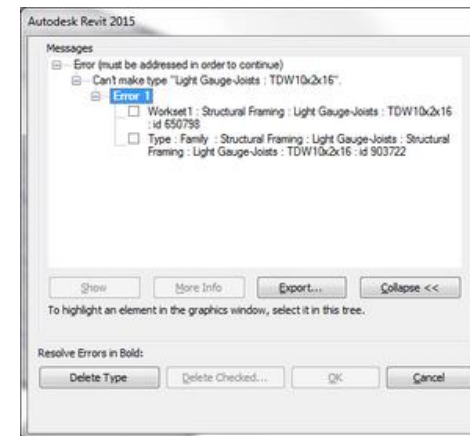 Autodesk Revit 2015
Messages
Error (must be addressed in order to continue)
Can't make type "Light Gauge-Joists : TDW10x2x16".
Error 1
Workset1 : Structural Framing : Light Gauge-Joists : TDW10x2x16
: id 650798
Type : Family : Structural Framing : Light Gauge-Joists : Structural
Framing : Light Gauge-Joists : TDW10x2x16 : id 903722
Show
More Info
Export...
Collapse <<
To highlight an element in the graphics window, select it in this tree.
Resolve Errors in Bold:
Delete Type
Delete Checked...
OK
Cancel